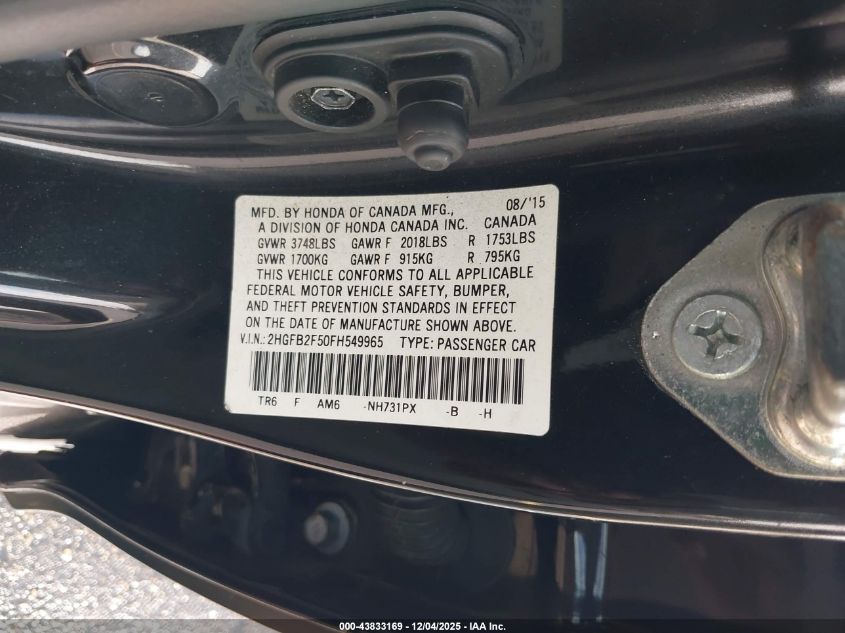 MFD. BY HONDA OF CANADA MFG., 08/'15
A DIVISION OF HONDA CANADA INC. CANADA
GVWR 3748LBS GAWR F 2018LBS R 1753LBS
GVWR 1700KG GAWR F 915KG R 795KG
THIS VEHICLE CONFORMS TO ALL APPLICABLE
FEDERAL MOTOR VEHICLE SAFETY, BUMPER,
AND THEFT PREVENTION STANDARDS IN EFFECT
ON THE DATE OF MANUFACTURE SHOWN ABOVE.
V.I.N.: 2HGFB2F50FH549965 TYPE: PASSENGER CAR
TR6 F AM6 -NH731PX -B -H
000-43833169 - 12/04/2025 - IAA Inc.